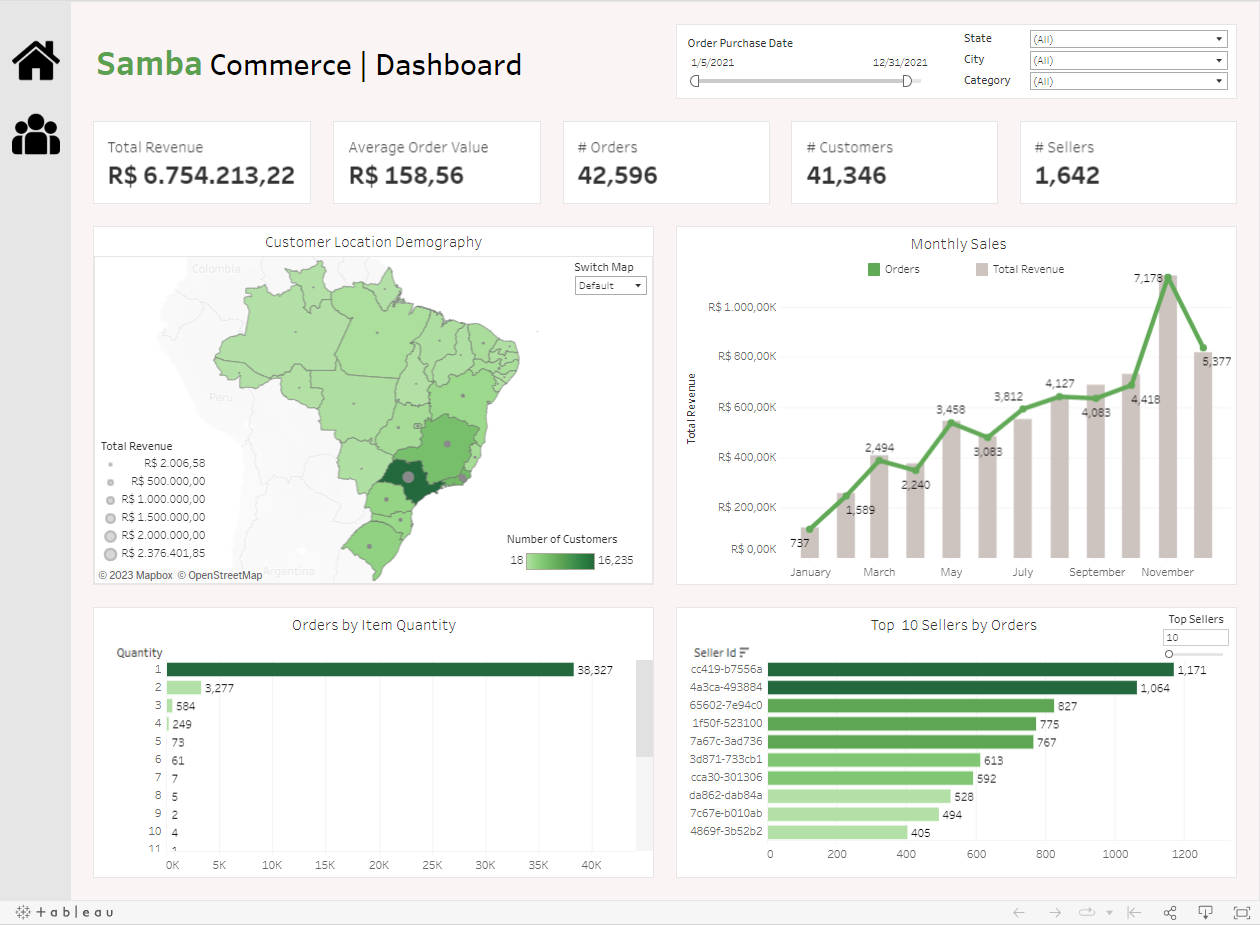 Samba Commerce | Dashboard
Order Purchase Date
1/5/2021
12/31/2021
State
(All)
City
(All)
Category
(All)
Total Revenue
R$ 6.754.213,22
Average Order Value
R$ 158,56
# Orders
42,596
# Customers
41,346
# Sellers
1,642
Customer Location Demography
Switch Map
Default
Colombia
Peru
Argentina
Total Revenue
R$ 2.006,58
R$ 500.000,00
R$ 1.000.000,00
R$ 1.500.000,00
R$ 2.000.000,00
R$ 2.376.401,85
Number of Customers
18
16,235
© 2023 Mapbox © OpenStreetMap
Monthly Sales
Orders
Total Revenue
Total Revenue
R$ 1.000,00K
R$ 800,00K
R$ 600,00K
R$ 400,00K
R$ 200,00K
R$ 0,00K
737
1,589
2,494
2,240
3,458
3,083
3,812
4,127
4,083
4,418
7,178
5,377
January
March
May
July
September
November
Orders by Item Quantity
Quantity
1
38,327
2
3,277
3
584
4
249
5
73
6
61
7
7
8
5
9
2
10
4
11
1
0K
5K
10K
15K
20K
25K
30K
35K
40K
Top 10 Sellers by Orders
Top Sellers
10
Seller Id
cc419-b7556a
1,171
4a3ca-493884
1,064
65602-7e94c0
827
1f50f-523100
775
7a67c-3ad736
767
3d871-733cb1
613
cca30-301306
592
da862-dab84a
528
7c67e-b010ab
494
4869f-3b52b2
405
0
200
400
600
800
1000
1200
+ableau